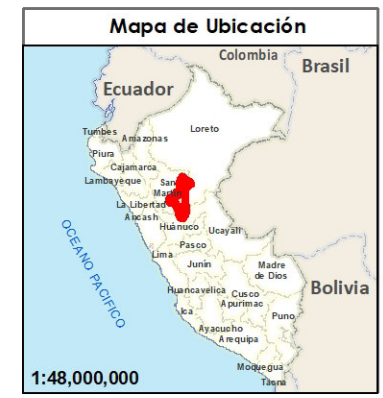 Mapa de Ubicación
Colombia
Brasil
Ecuador
Tumbes
Amazonas
Loreto
Piura
Cajamarca
Lambayeque
San
Martín
La Libertad
Ancash
Huánuco
Ucayali
Pasco
Lima
Junín
Madre
de Dios
OCEANO PACIFICO
Huancavelica
Cusco
Apurimac
Bolivia
Ica
Puno
Ayacucho
Arequipa
Moquegua
Tacna
1:48,000,000